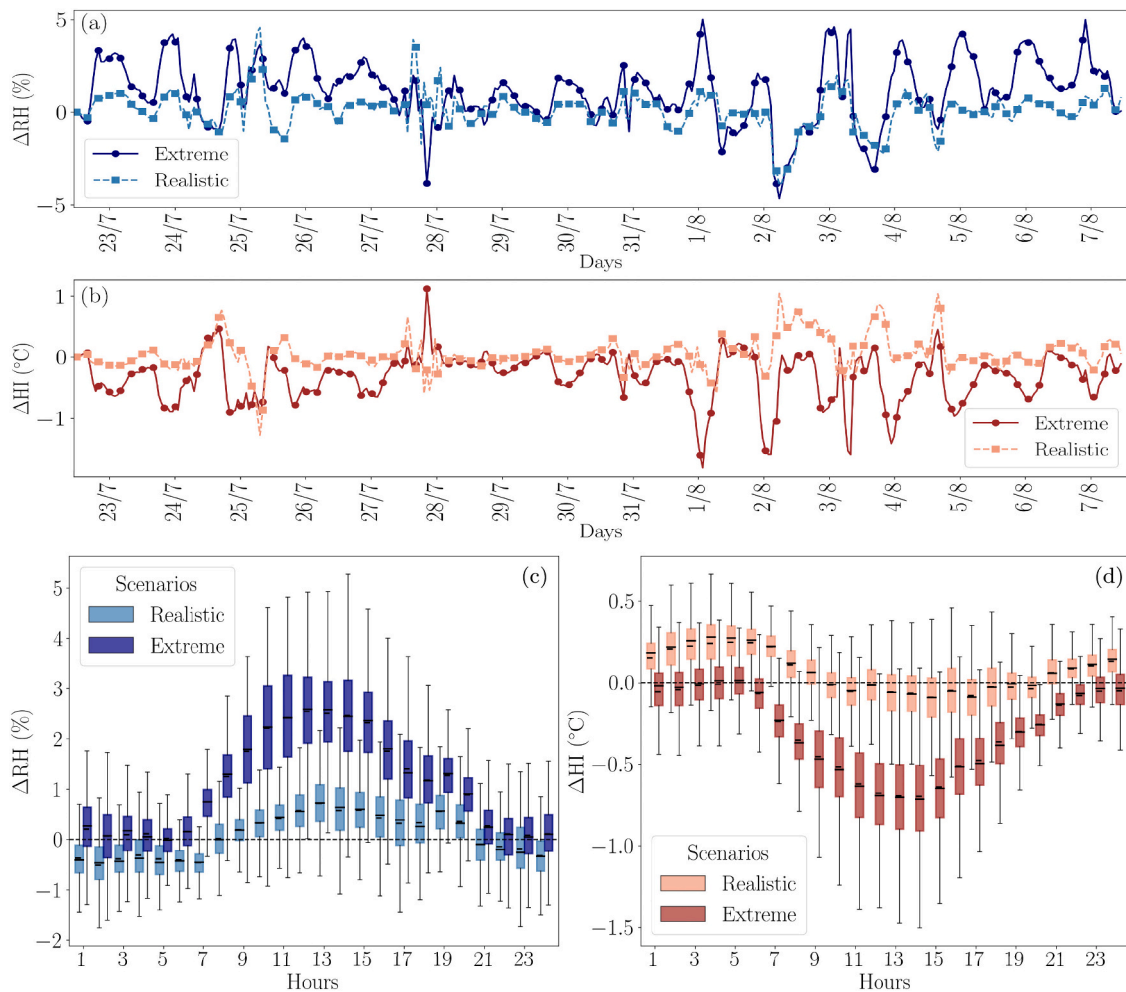 (a)
5
0
−5
ΔRH (%)
Extreme
Realistic
23/7
24/7
25/7
26/7
27/7
28/7
29/7
30/7
31/7
1/8
2/8
3/8
4/8
5/8
6/8
7/8
Days
(b)
1
0
−1
ΔHI (°C)
Extreme
Realistic
23/7
24/7
25/7
26/7
27/7
28/7
29/7
30/7
31/7
1/8
2/8
3/8
4/8
5/8
6/8
7/8
Days
(c)
Scenarios
Realistic
Extreme
5
4
3
2
1
0
−1
−2
ΔRH (%)
1 3 5 7 9 11 13 15 17 19 21 23
Hours
(d)
0.5
0.0
−0.5
−1.0
−1.5
ΔHI (°C)
Scenarios
Realistic
Extreme
1 3 5 7 9 11 13 15 17 19 21 23
Hours